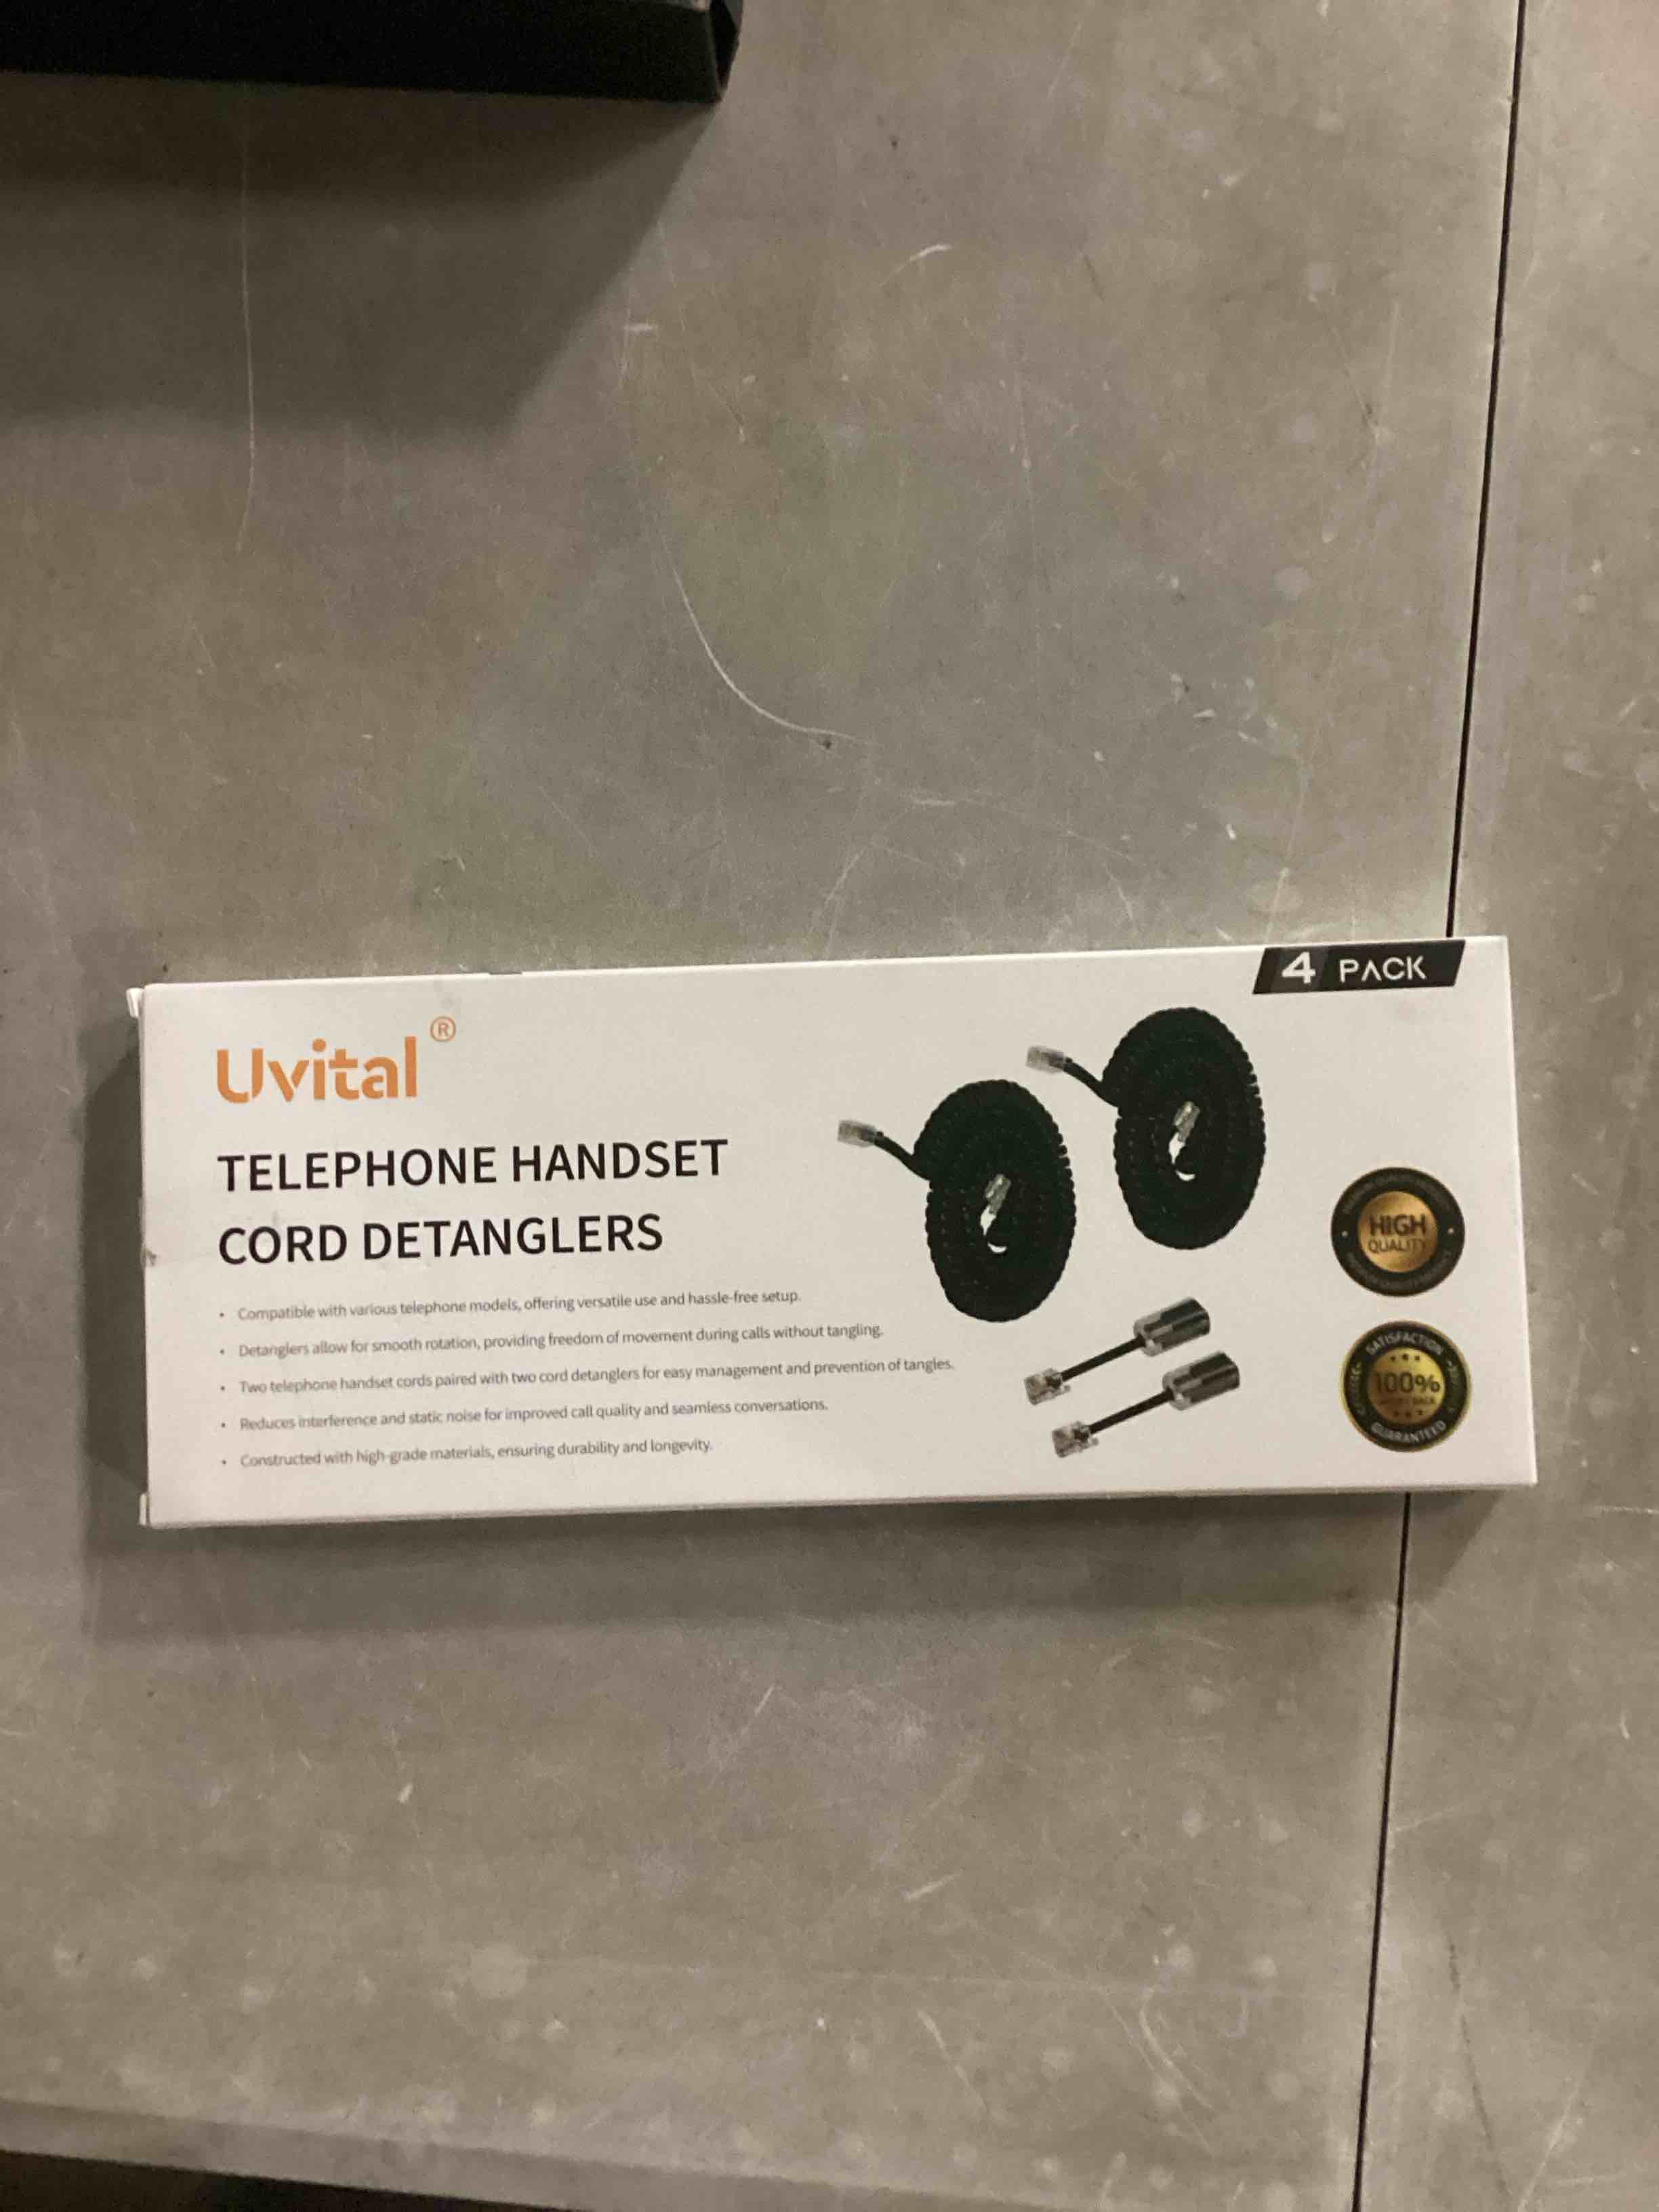 4 PACK
Uvital®
TELEPHONE HANDSET
CORD DETANGLERS
• Compatible with various telephone models, offering versatile use and hassle-free setup.
• Detanglers allow for smooth rotation, providing freedom of movement during calls without tangling.
• Two telephone handset cords paired with two cord detanglers for easy management and prevention of tangles.
• Reduces interference and static noise for improved call quality and seamless conversations.
• Constructed with high-grade materials, ensuring durability and longevity.
HIGH
QUALITY
SATISFACTION
100%
GUARANTEED